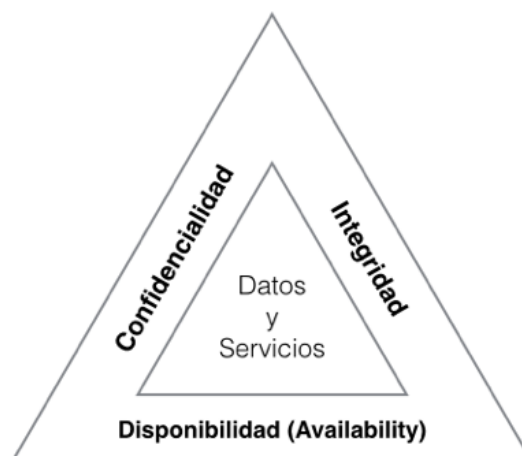 Confidencialidad
Integridad
Datos
y
Servicios
Disponibilidad (Availability)